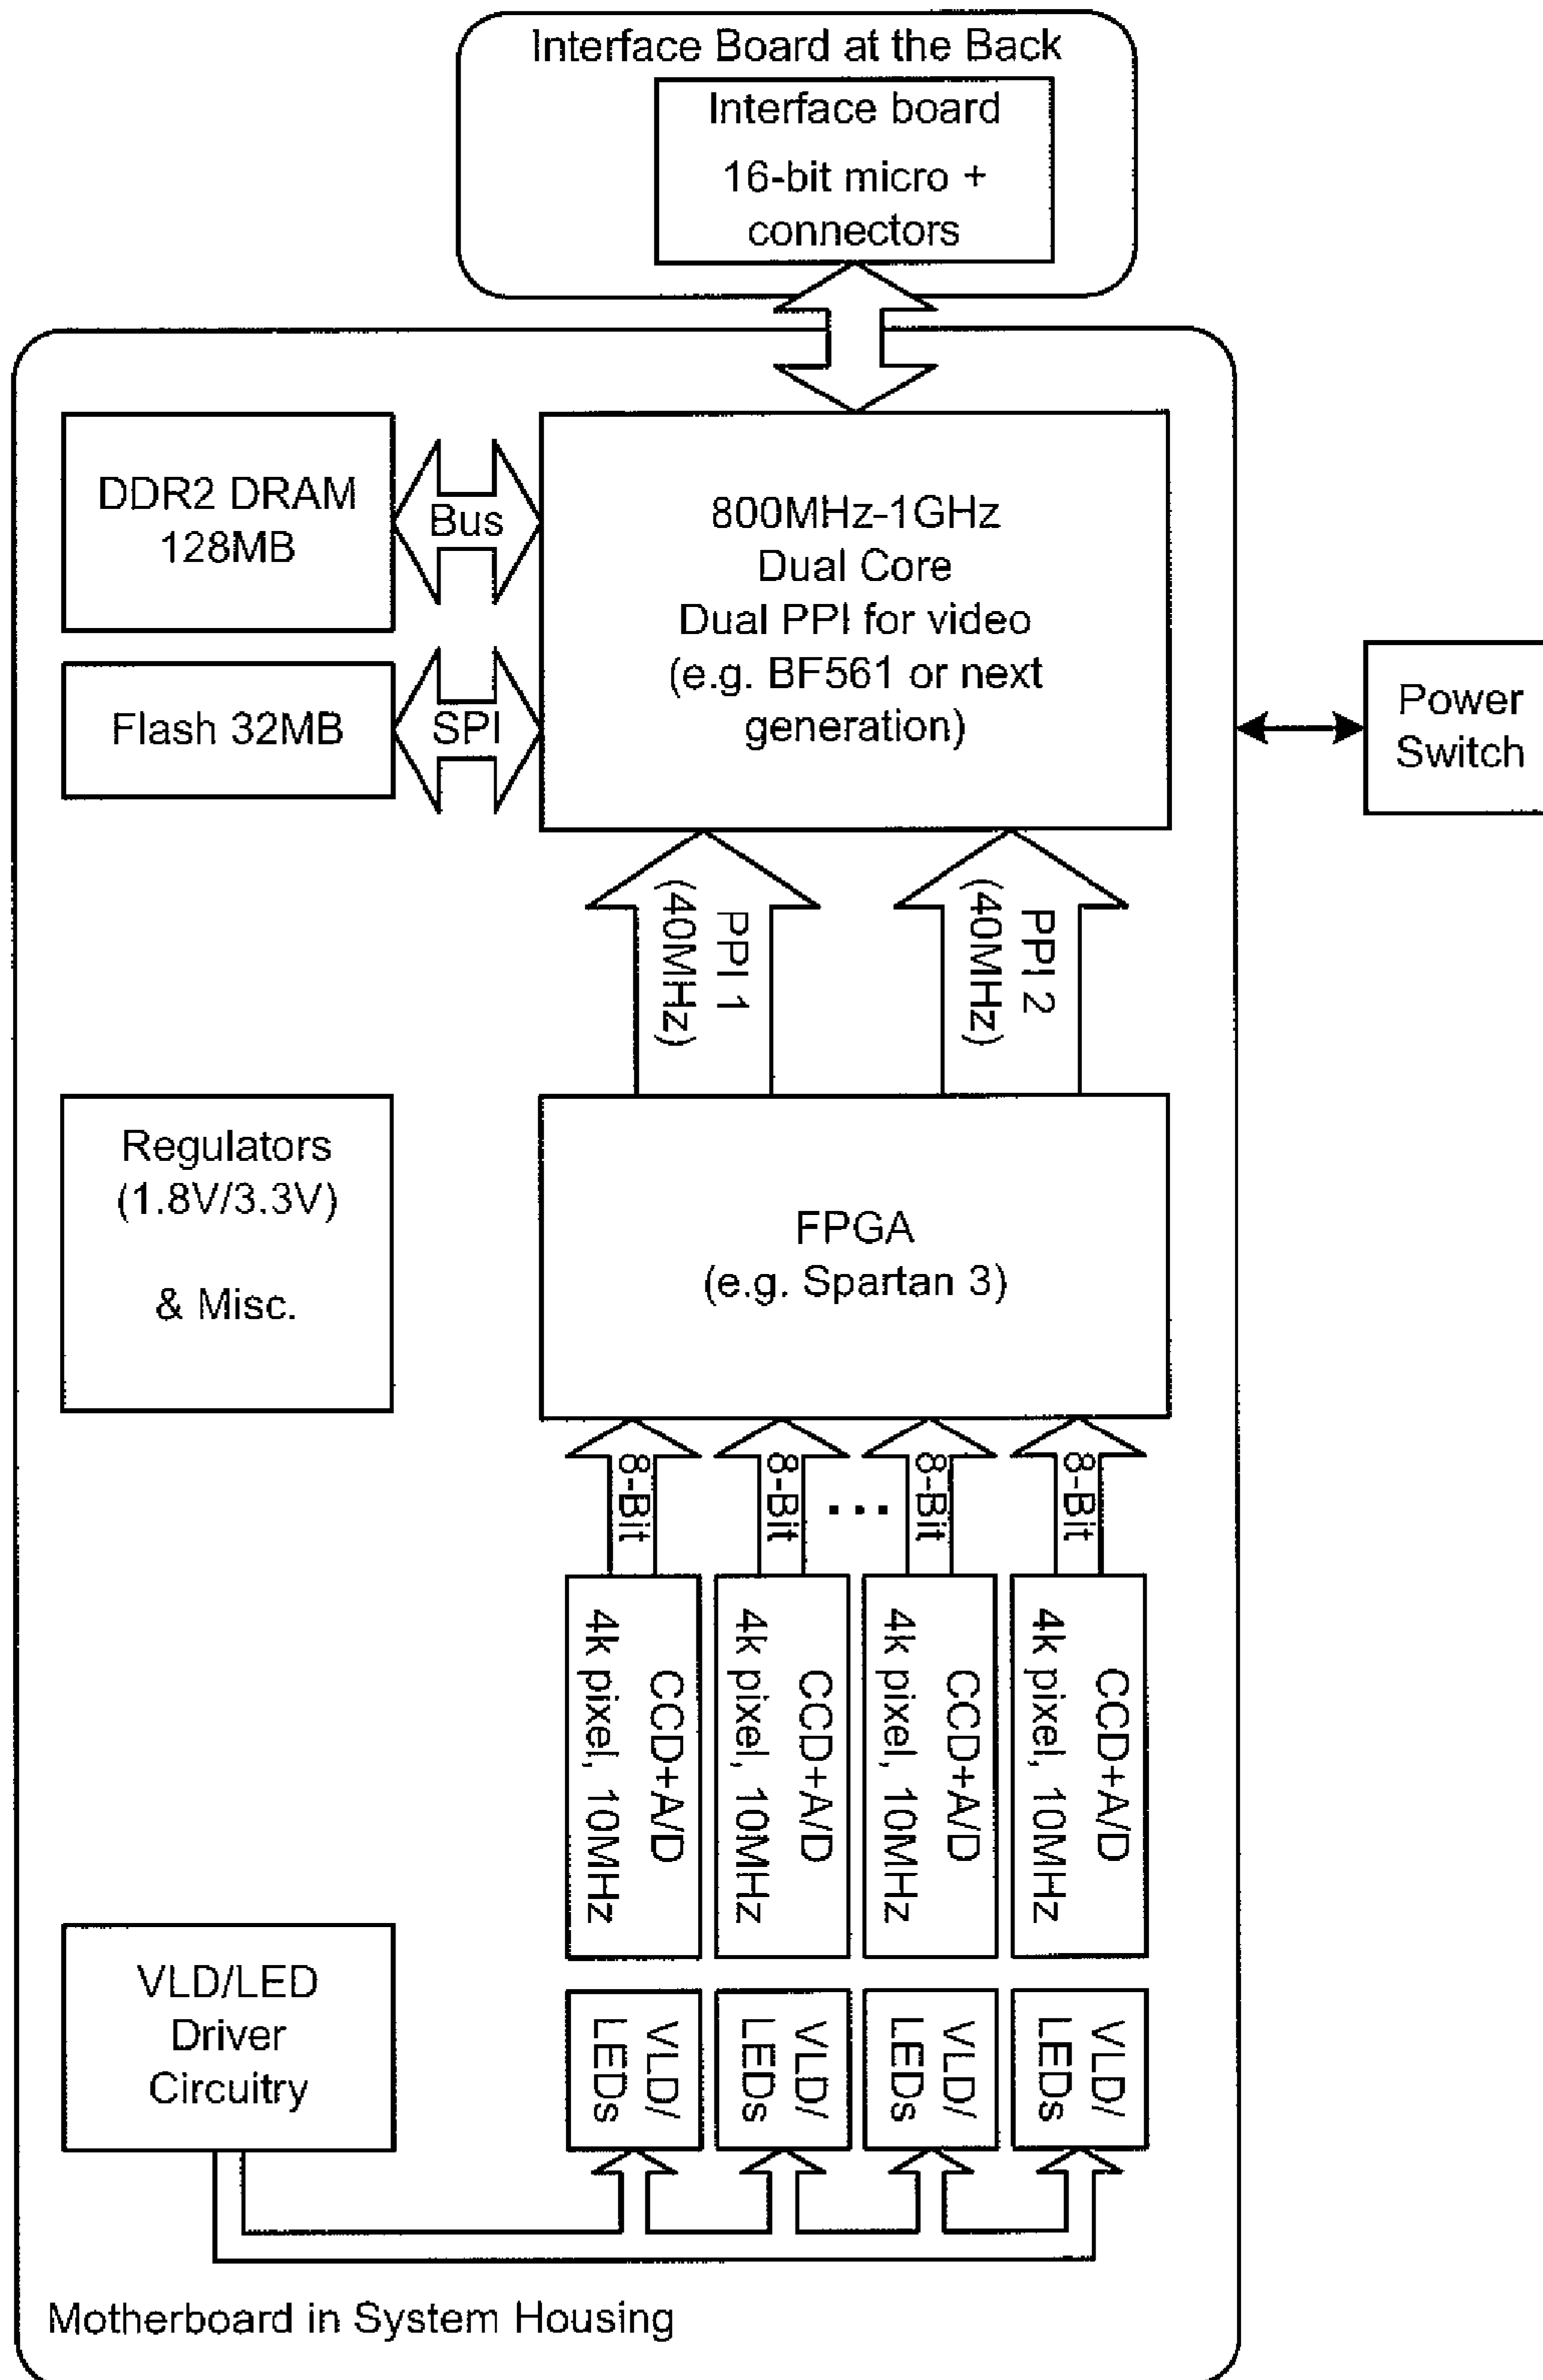 Interface Board at the Back
Interface board
16-bit micro +
connectors
DDR2 DRAM
128MB
Bus
800MHz-1GHz
Dual Core
Dual PPI for video
(e.g. BF561 or next
generation)
Flash 32MB
SPI
Power
Switch
PPI 1
(40MHz)
PPI 2
(40MHz)
Regulators
(1.8V/3.3V)
& Misc.
FPGA
(e.g. Spartan 3)
8-Bit
8-Bit
...
8-Bit
8-Bit
CCD+A/D
4k pixel, 10MHz
CCD+A/D
4k pixel, 10MHz
CCD+A/D
4k pixel, 10MHz
CCD+A/D
4k pixel, 10MHz
VLD/LED
Driver
Circuitry
VLD/
LEDs
VLD/
LEDs
VLD/
LEDs
VLD/
LEDs
Motherboard in System Housing